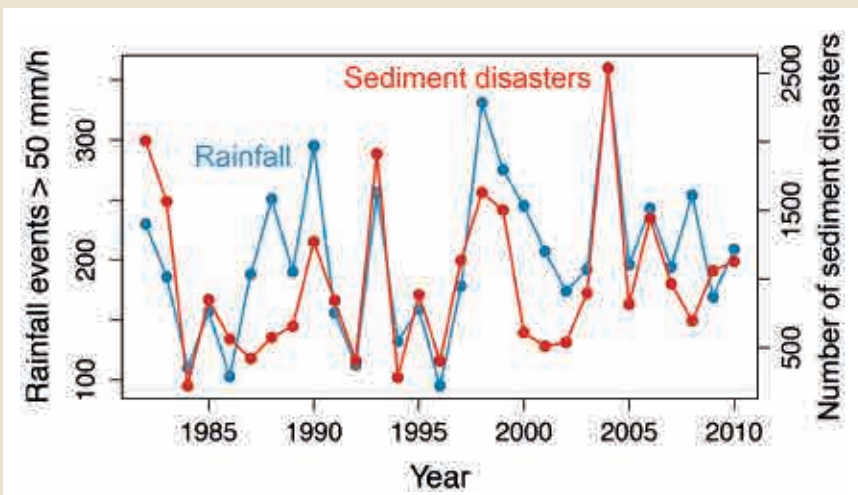 Sediment disasters
Rainfall
Rainfall events > 50 mm/h
300
200
100
2500
1500
500
Number of sediment disasters
1985 1990 1995 2000 2005 2010
Year